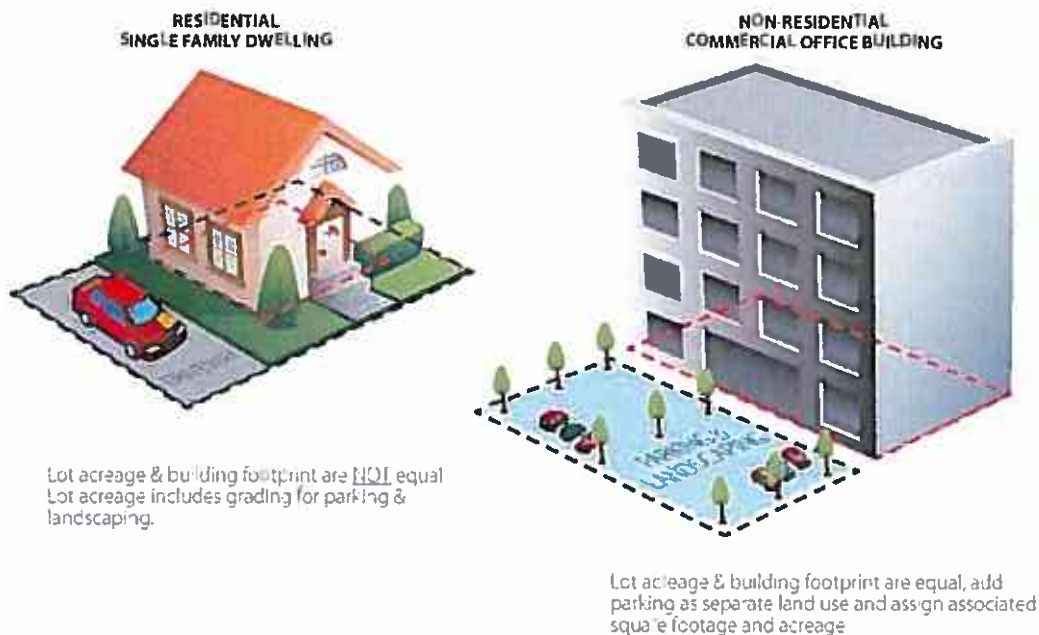 RESIDENTIAL
SINGLE FAMILY DWELLING
NON-RESIDENTIAL
COMMERCIAL OFFICE BUILDING
PARKING &
LANDSCAPING
Lot acreage & building footprint are NOT equal
Lot acreage includes grading for parking &
landscaping.
Lot acreage & building footprint are equal, add
parking as separate land use and assign associated
square footage and acreage